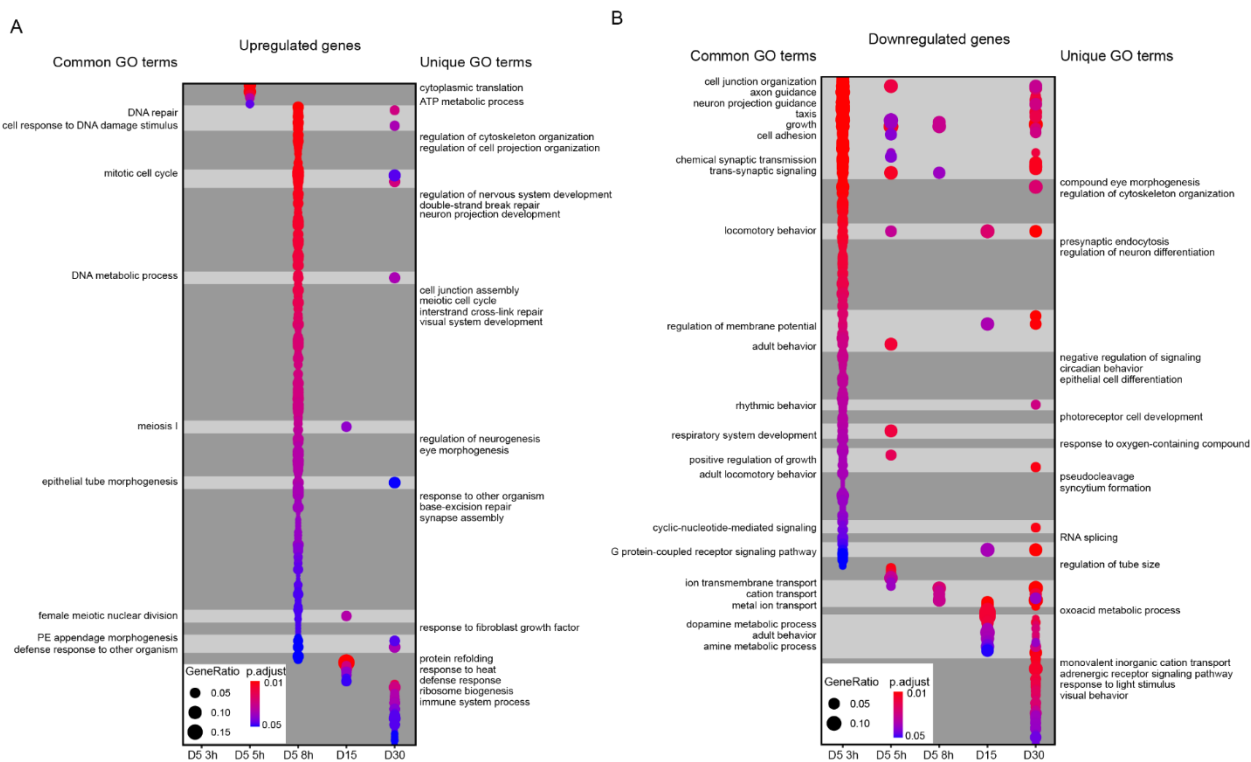 A
Upregulated genes
Common GO terms
Unique GO terms
cytoplasmic translation
ATP metabolic process
DNA repair
cell response to DNA damage stimulus
regulation of cytoskeleton organization
regulation of cell projection organization
mitotic cell cycle
regulation of nervous system development
double-strand break repair
neuron projection development
DNA metabolic process
cell junction assembly
meiotic cell cycle
interstrand cross-link repair
visual system development
meiosis I
regulation of neurogenesis
eye morphogenesis
epithelial tube morphogenesis
response to other organism
base-excision repair
synapse assembly
female meiotic nuclear division
response to fibroblast growth factor
PE appendage morphogenesis
defense response to other organism
protein refolding
response to heat
defense response
ribosome biogenesis
immune system process
GeneRatio
0.05
0.10
0.15
p.adjust
0.01
0.05
D5 3h
D5 5h
D5 8h
D15
D30
B
Downregulated genes
Common GO terms
Unique GO terms
cell junction organization
axon guidance
neuron projection guidance
taxis
growth
cell adhesion
chemical synaptic transmission
trans-synaptic signaling
compound eye morphogenesis
regulation of cytoskeleton organization
locomotory behavior
presynaptic endocytosis
regulation of neuron differentiation
regulation of membrane potential
adult behavior
negative regulation of signaling
circadian behavior
epithelial cell differentiation
rhythmic behavior
photoreceptor cell development
respiratory system development
response to oxygen-containing compound
positive regulation of growth
adult locomotory behavior
pseudocleavage
syncytium formation
cyclic-nucleotide-mediated signaling
RNA splicing
G protein-coupled receptor signaling pathway
regulation of tube size
ion transmembrane transport
cation transport
metal ion transport
oxoacid metabolic process
dopamine metabolic process
adult behavior
amine metabolic process
monovalent inorganic cation transport
adrenergic receptor signaling pathway
response to light stimulus
visual behavior
GeneRatio
0.05
0.10
p.adjust
0.01
0.05
D5 3h
D5 5h
D5 8h
D15
D30